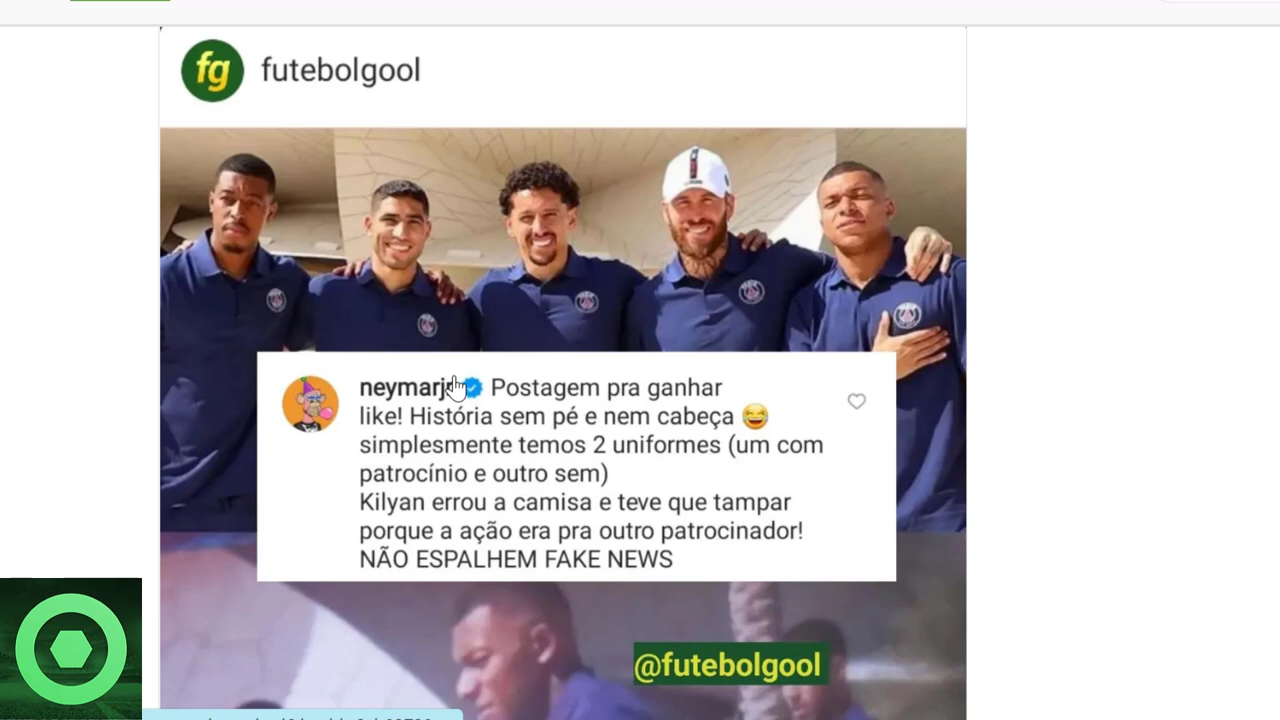 fg futebolgool
neymarjr Postagem pra ganhar
like! História sem pé e nem cabeça 😂
simplesmente temos 2 uniformes (um com
patrocínio e outro sem)
Kilyan errou a camisa e teve que tampar
porque a ação era pra outro patrocinador!
NÃO ESPALHEM FAKE NEWS
@futebolgool